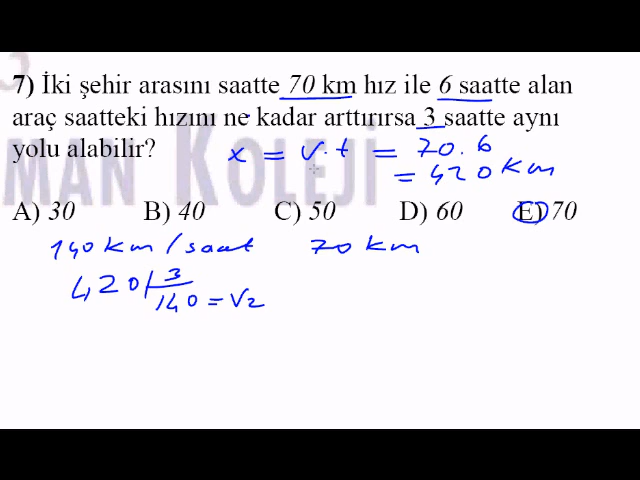 7) İki şehir arasını saatte 70 km hız ile 6 saatte alan
araç saatteki hızını ne kadar arttırırsa 3 saatte aynı
yolu alabilir?
x = v.t = 70.6
= 420 km
MAN KOLEJİ
A) 30 B) 40 C) 50 D) 60 E) 70
140 km/saat 70 km
420 | 3
140 = V2